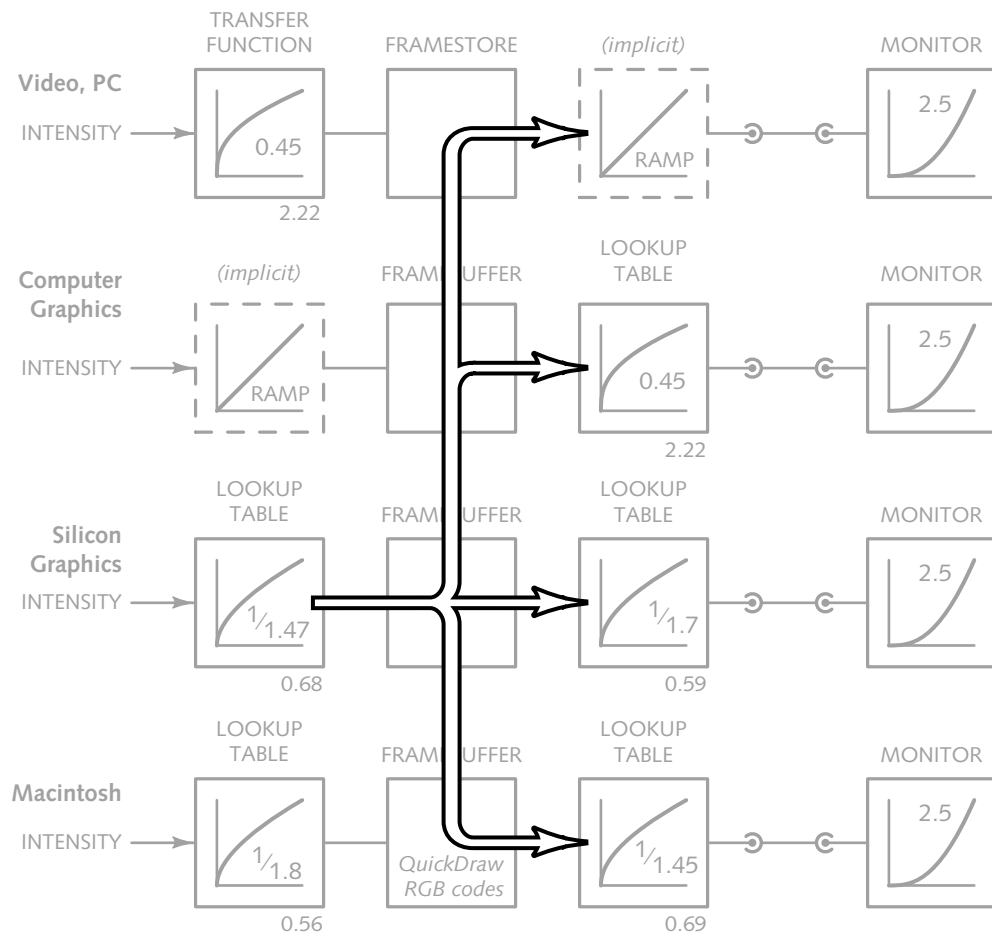 TRANSFER
FUNCTION
FRAMESTORE
(implicit)
MONITOR
Video, PC
INTENSITY
0.45
RAMP
2.5
2.22
Computer
Graphics
(implicit)
FRAMEBUFFER
LOOKUP
TABLE
MONITOR
INTENSITY
RAMP
0.45
2.5
2.22
Silicon
Graphics
LOOKUP
TABLE
FRAMEBUFFER
LOOKUP
TABLE
MONITOR
INTENSITY
1/1.47
1/1.7
2.5
0.68
0.59
Macintosh
LOOKUP
TABLE
FRAMEBUFFER
LOOKUP
TABLE
MONITOR
INTENSITY
1/1.8
QuickDraw
RGB codes
1/1.45
2.5
0.56
0.69